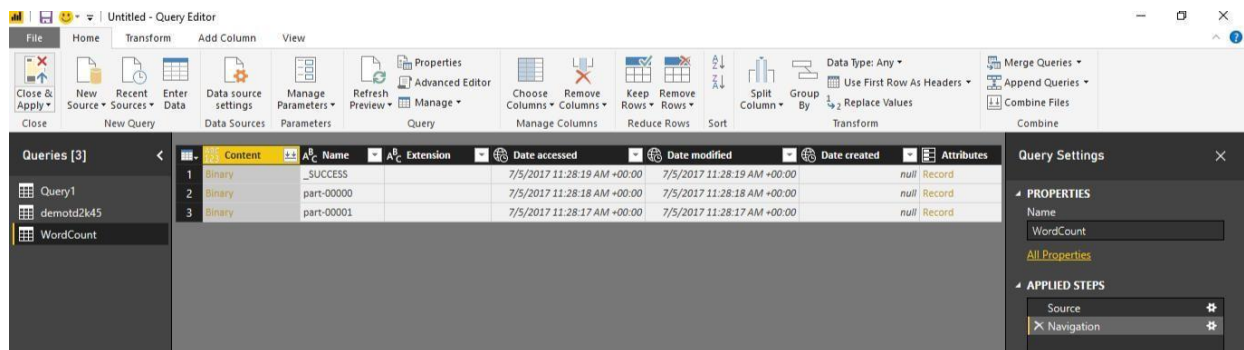 Untitled - Query Editor
File Home Transform Add Column View
Close & Apply
New Source
Recent Sources
Enter Data
Data source settings
Manage Parameters
Refresh Preview
Properties
Advanced Editor
Manage
Choose Columns
Remove Columns
Keep Rows
Remove Rows
Split Column
Group By
Data Type: Any
Use First Row As Headers
Replace Values
Merge Queries
Append Queries
Combine Files
Close New Query Data Sources Parameters Query Manage Columns Reduce Rows Sort Transform Combine
Queries [3]
Query1
demotd2k45
WordCount
Content Name Extension Date accessed Date modified Date created Attributes
1 Binary _SUCCESS 7/5/2017 11:28:19 AM +00:00 7/5/2017 11:28:19 AM +00:00 null Record
2 Binary part-00000 7/5/2017 11:28:18 AM +00:00 7/5/2017 11:28:18 AM +00:00 null Record
3 Binary part-00001 7/5/2017 11:28:17 AM +00:00 7/5/2017 11:28:17 AM +00:00 null Record
Query Settings
PROPERTIES
Name
WordCount
All Properties
APPLIED STEPS
Source
Navigation